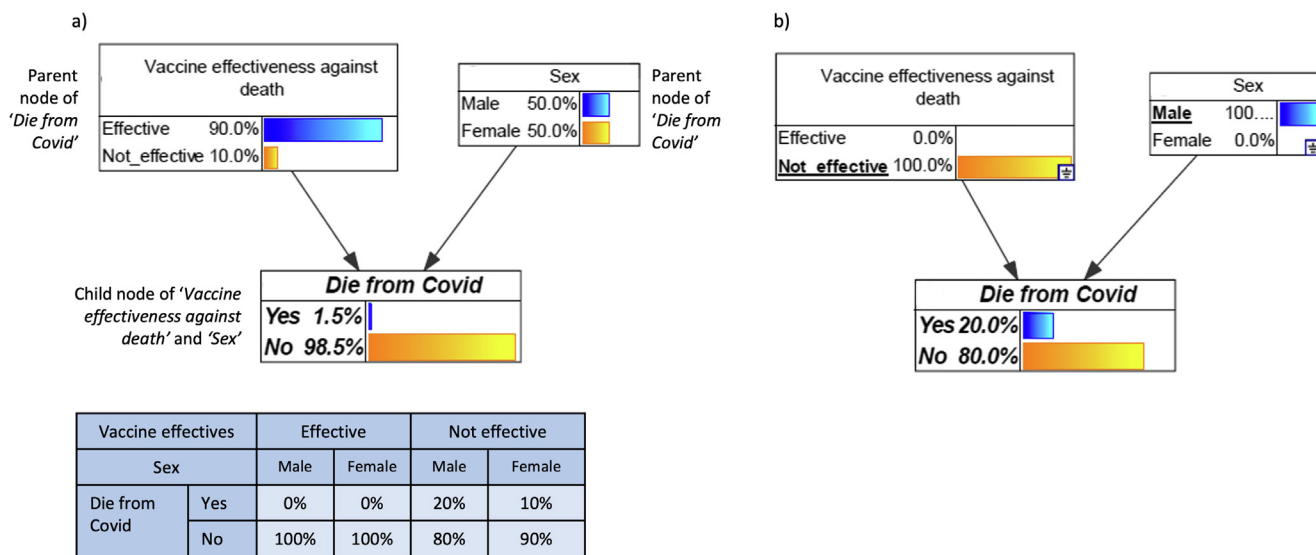 a)
Parent
node of
‘Die from
Covid’
Vaccine effectiveness against
death
Effective 90.0%
Not_effective 10.0%
Sex
Male 50.0%
Female 50.0%
Parent
node of
‘Die from
Covid’
Child node of ‘Vaccine
effectiveness against
death’ and ‘Sex’
Die from Covid
Yes 1.5%
No 98.5%
Vaccine effectives Effective Not effective
Sex Male Female Male Female
Die from
Covid
Yes 0% 0% 20% 10%
No 100% 100% 80% 90%
b)
Vaccine effectiveness against
death
Effective 0.0%
Not_effective 100.0%
Sex
Male 100....
Female 0.0%
Die from Covid
Yes 20.0%
No 80.0%